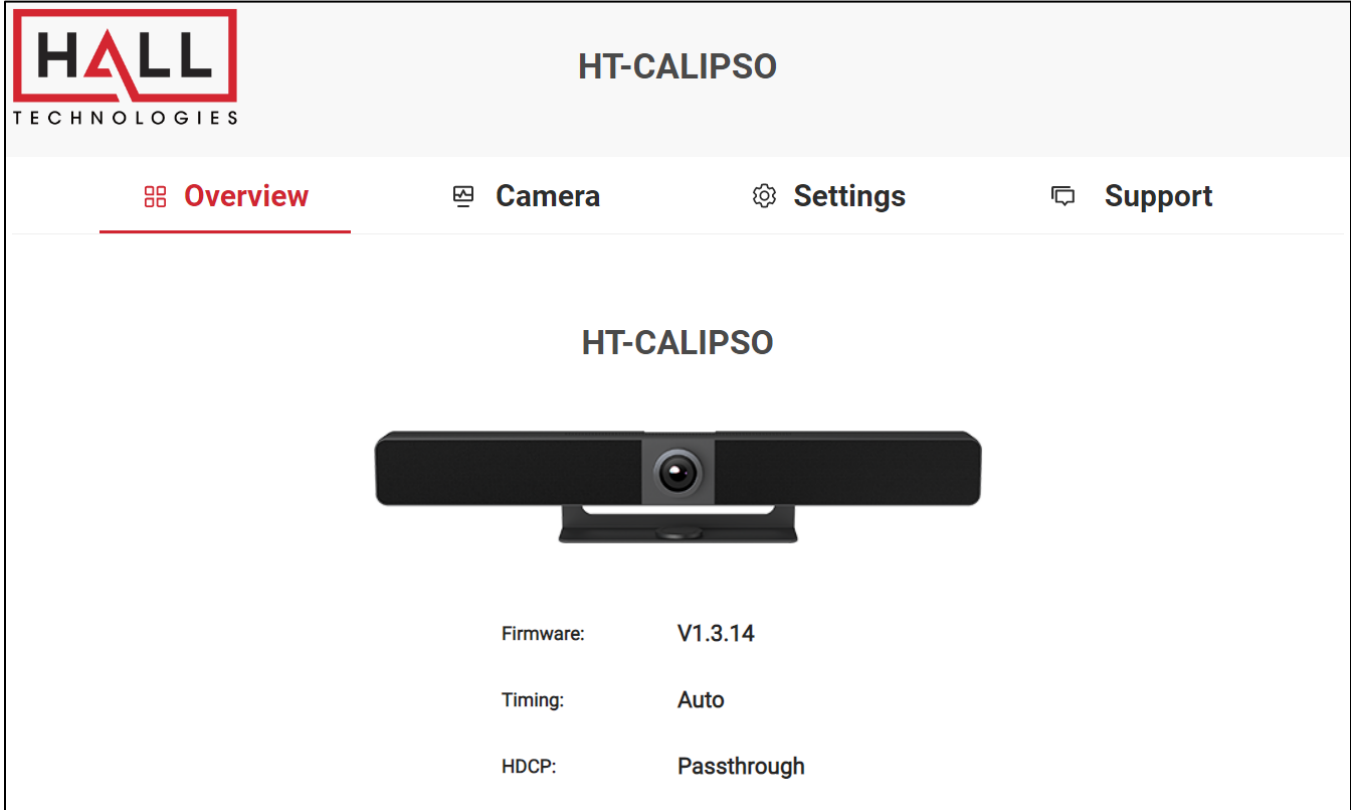 HALL
TECHNOLOGIES
HT-CALIPSO
Overview Camera Settings Support
HT-CALIPSO
Firmware: V1.3.14
Timing: Auto
HDCP: Passthrough